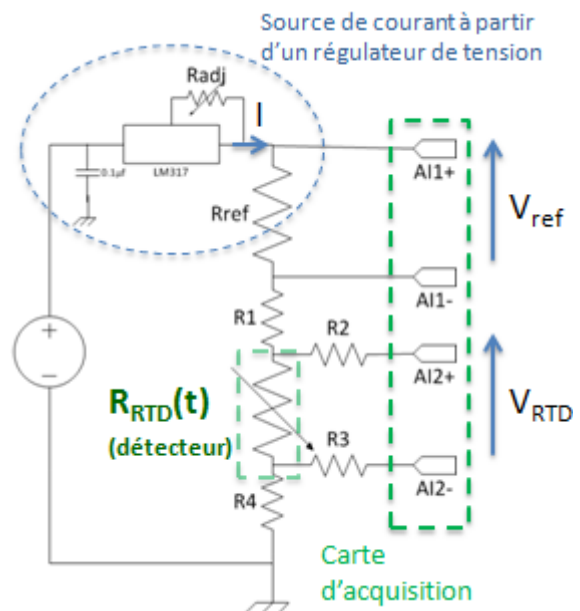 Source de courant à partir
d'un régulateur de tension
Radj
I
0.1µf
LM317
AI1+
Rref
Vref
AI1-
R1
R2
AI2+
RRTD(t)
(détecteur)
VRTD
R3
AI2-
R4
+
−
Carte
d'acquisition